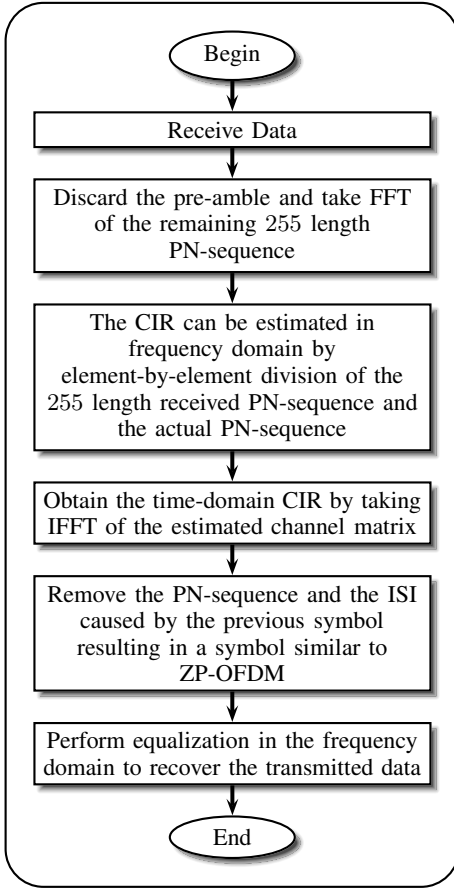 Begin
Receive Data
Discard the pre-amble and take FFT
of the remaining 255 length
PN-sequence
The CIR can be estimated in
frequency domain by
element-by-element division of the
255 length received PN-sequence and
the actual PN-sequence
Obtain the time-domain CIR by taking
IFFT of the estimated channel matrix
Remove the PN-sequence and the ISI
caused by the previous symbol
resulting in a symbol similar to
ZP-OFDM
Perform equalization in the frequency
domain to recover the transmitted data
End